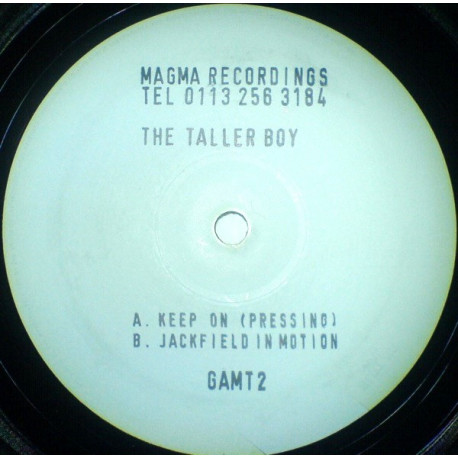 MAGMA RECORDINGS
TEL 0113 256 3184
THE TALLER BOY
A. KEEP ON (PRESSING)
B. JACKFIELD IN MOTION
GAMT2